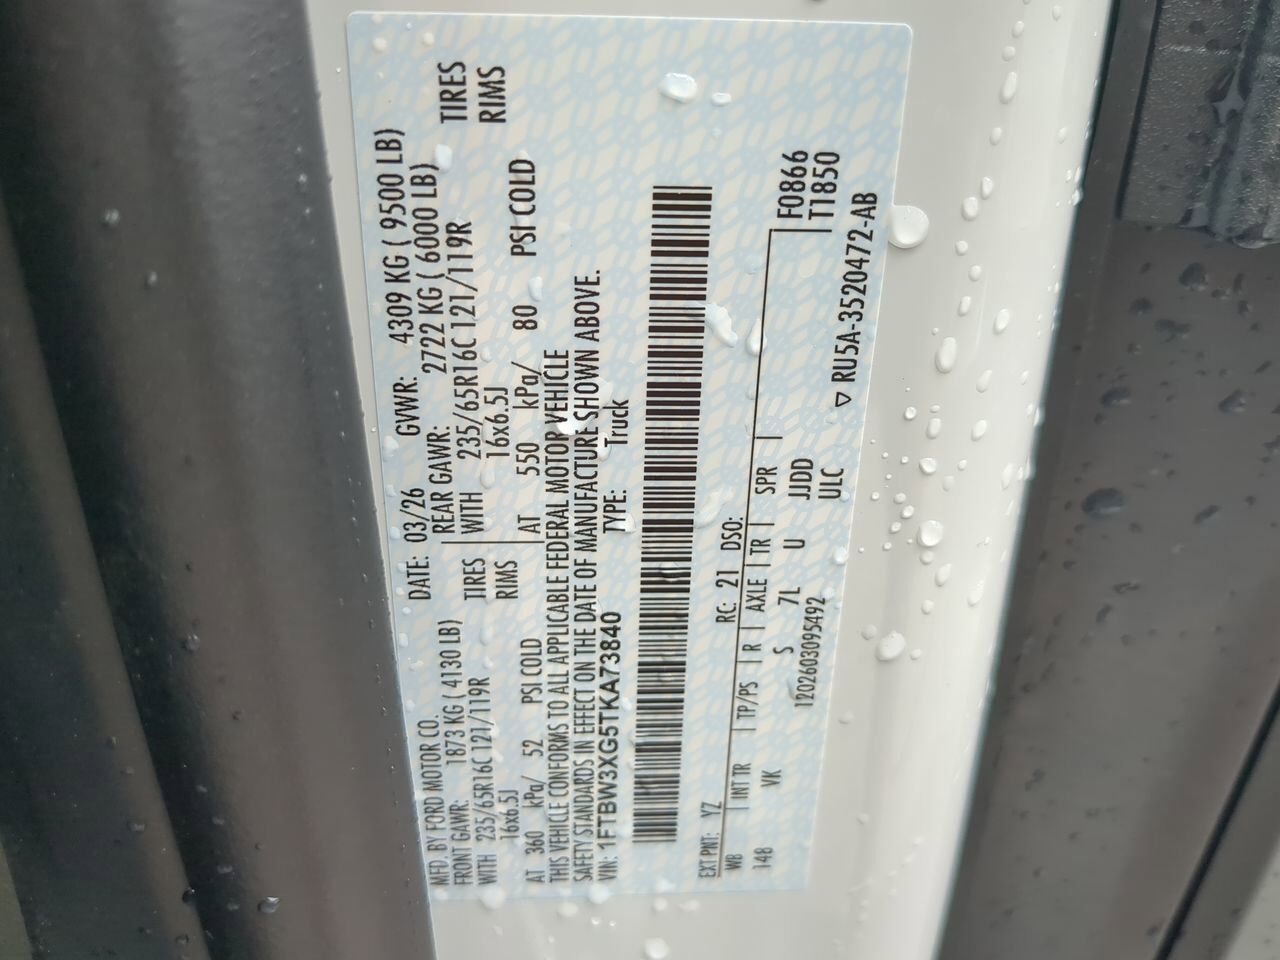 MFD. BY FORD MOTOR CO. DATE: 03/26 GVWR: 4309 KG ( 9500 LB)
FRONT GAWR: 1873 KG ( 4130 LB) REAR GAWR: 2722 KG ( 6000 LB)
WITH 235/65R16C 121/119R TIRES WITH 235/65R16C 121/119R TIRES
16x6.5J RIMS 16x6.5J RIMS
AT 360 kPa/ 52 PSI COLD AT 550 kPa/ 80 PSI COLD
THIS VEHICLE CONFORMS TO ALL APPLICABLE FEDERAL MOTOR VEHICLE
SAFETY STANDARDS IN EFFECT ON THE DATE OF MANUFACTURE SHOWN ABOVE.
VIN: 1FTBW3XG5TKA73840 TYPE: Truck
EXT PNT: YZ RC: 21 DSO: F0866
WB INT TR TP/PS R AXLE TR SPR T1850
148 VK S 7L U JJDD
1202603095492 ULC ▽ RU5A-3520472-AB